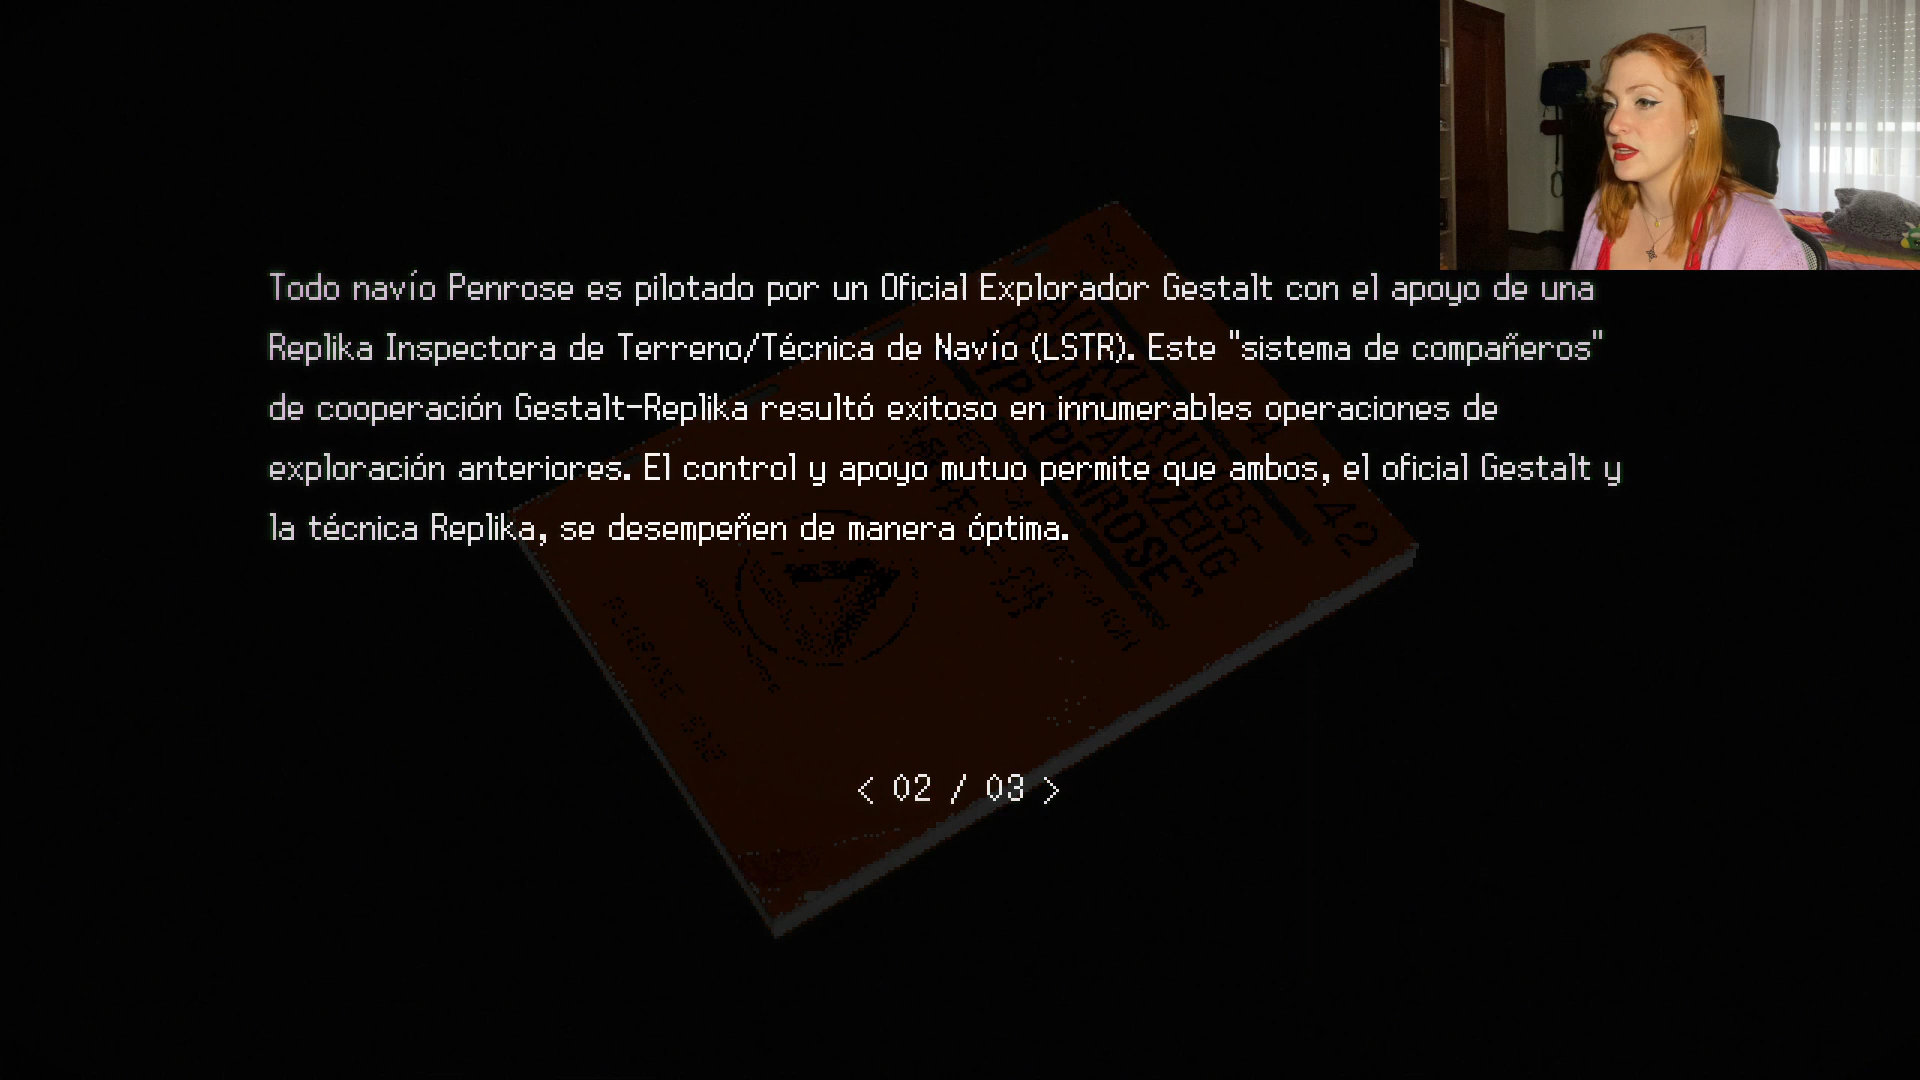 Todo navío Penrose es pilotado por un Oficial Explorador Gestalt con el apoyo de una
Replika Inspectora de Terreno/Técnica de Navío (LSTR). Este "sistema de compañeros"
de cooperación Gestalt-Replika resultó exitoso en innumerables operaciones de
exploración anteriores. El control y apoyo mutuo permite que ambos, el oficial Gestalt y
la técnica Replika, se desempeñen de manera óptima.
PENROSE"
< 02 / 03 >